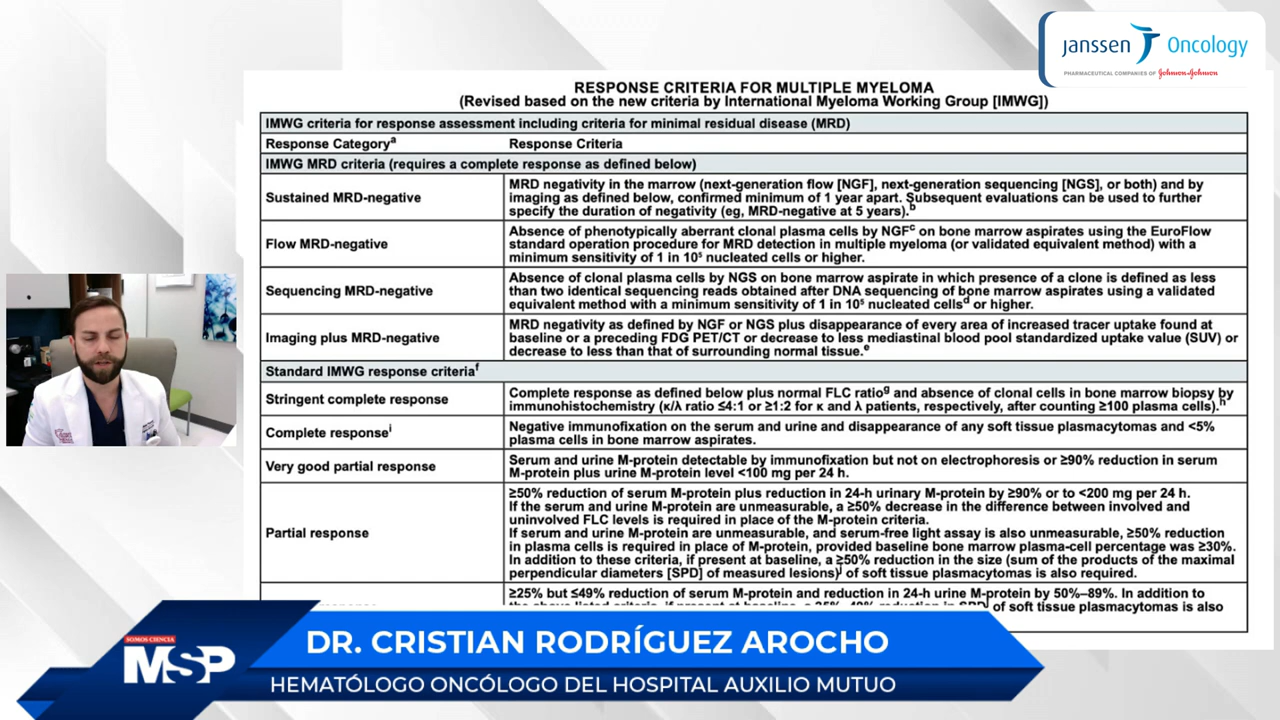 Janssen Oncology
PHARMACEUTICAL COMPANIES OF Johnson & Johnson
RESPONSE CRITERIA FOR MULTIPLE MYELOMA
(Revised based on the new criteria by International Myeloma Working Group [IMWG])
IMWG criteria for response assessment including criteria for minimal residual disease (MRD)
Response Categoryᵃ Response Criteria
IMWG MRD criteria (requires a complete response as defined below)
Sustained MRD-negative
MRD negativity in the marrow (next-generation flow [NGF], next-generation sequencing [NGS], or both) and by
imaging as defined below, confirmed minimum of 1 year apart. Subsequent evaluations can be used to further
specify the duration of negativity (eg, MRD-negative at 5 years).ᵇ
Flow MRD-negative
Absence of phenotypically aberrant clonal plasma cells by NGFᶜ on bone marrow aspirates using the EuroFlow
standard operation procedure for MRD detection in multiple myeloma (or validated equivalent method) with a
minimum sensitivity of 1 in 10⁵ nucleated cells or higher.
Sequencing MRD-negative
Absence of clonal plasma cells by NGS on bone marrow aspirate in which presence of a clone is defined as less
than two identical sequencing reads obtained after DNA sequencing of bone marrow aspirates using a validated
equivalent method with a minimum sensitivity of 1 in 10⁵ nucleated cellsᵈ or higher.
Imaging plus MRD-negative
MRD negativity as defined by NGF or NGS plus disappearance of every area of increased tracer uptake found at
baseline or a preceding FDG PET/CT or decrease to less mediastinal blood pool standardized uptake value (SUV) or
decrease to less than that of surrounding normal tissue.ᵉ
Standard IMWG response criteriaᶠ
Stringent complete response
Complete response as defined below plus normal FLC ratioᵍ and absence of clonal cells in bone marrow biopsy by
immunohistochemistry (κ/λ ratio ≤4:1 or ≥1:2 for κ and λ patients, respectively, after counting ≥100 plasma cells).ʰ
Complete responseⁱ
Negative immunofixation on the serum and urine and disappearance of any soft tissue plasmacytomas and <5%
plasma cells in bone marrow aspirates.
Very good partial response
Serum and urine M-protein detectable by immunofixation but not on electrophoresis or ≥90% reduction in serum
M-protein plus urine M-protein level <100 mg per 24 h.
Partial response
≥50% reduction of serum M-protein plus reduction in 24-h urinary M-protein by ≥90% or to <200 mg per 24 h.
If the serum and urine M-protein are unmeasurable, a ≥50% decrease in the difference between involved and
uninvolved FLC levels is required in place of the M-protein criteria.
If serum and urine M-protein are unmeasurable, and serum-free light assay is also unmeasurable, ≥50% reduction
in plasma cells is required in place of M-protein, provided baseline bone marrow plasma-cell percentage was ≥30%.
In addition to these criteria, if present at baseline, a ≥50% reduction in the size (sum of the products of the maximal
perpendicular diameters [SPD] of measured lesions)ʲ of soft tissue plasmacytomas is also required.
≥25% but ≤49% reduction of serum M-protein and reduction in 24-h urine M-protein by 50%–89%. In addition to
of soft tissue plasmacytomas is also
SOMOS CIENCIA
MSP
DR. CRISTIAN RODRÍGUEZ AROCHO
HEMATÓLOGO ONCÓLOGO DEL HOSPITAL AUXILIO MUTUO